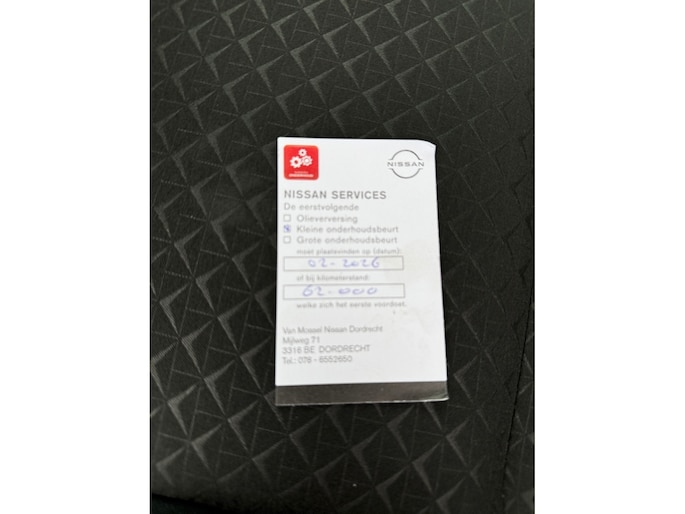 ONDERHOUD
NISSAN
NISSAN SERVICES
De eerstvolgende
Olieverversing
Kleine onderhoudsbeurt
Grote onderhoudsbeurt
moet plaatsvinden op (datum):
02-2026
of bij kilometerstand:
62.000
welke zich het eerste voordoet.
Van Mossel Nissan Dordrecht
Mijlweg 71
3316 BE DORDRECHT
Tel.: 078 - 6552650